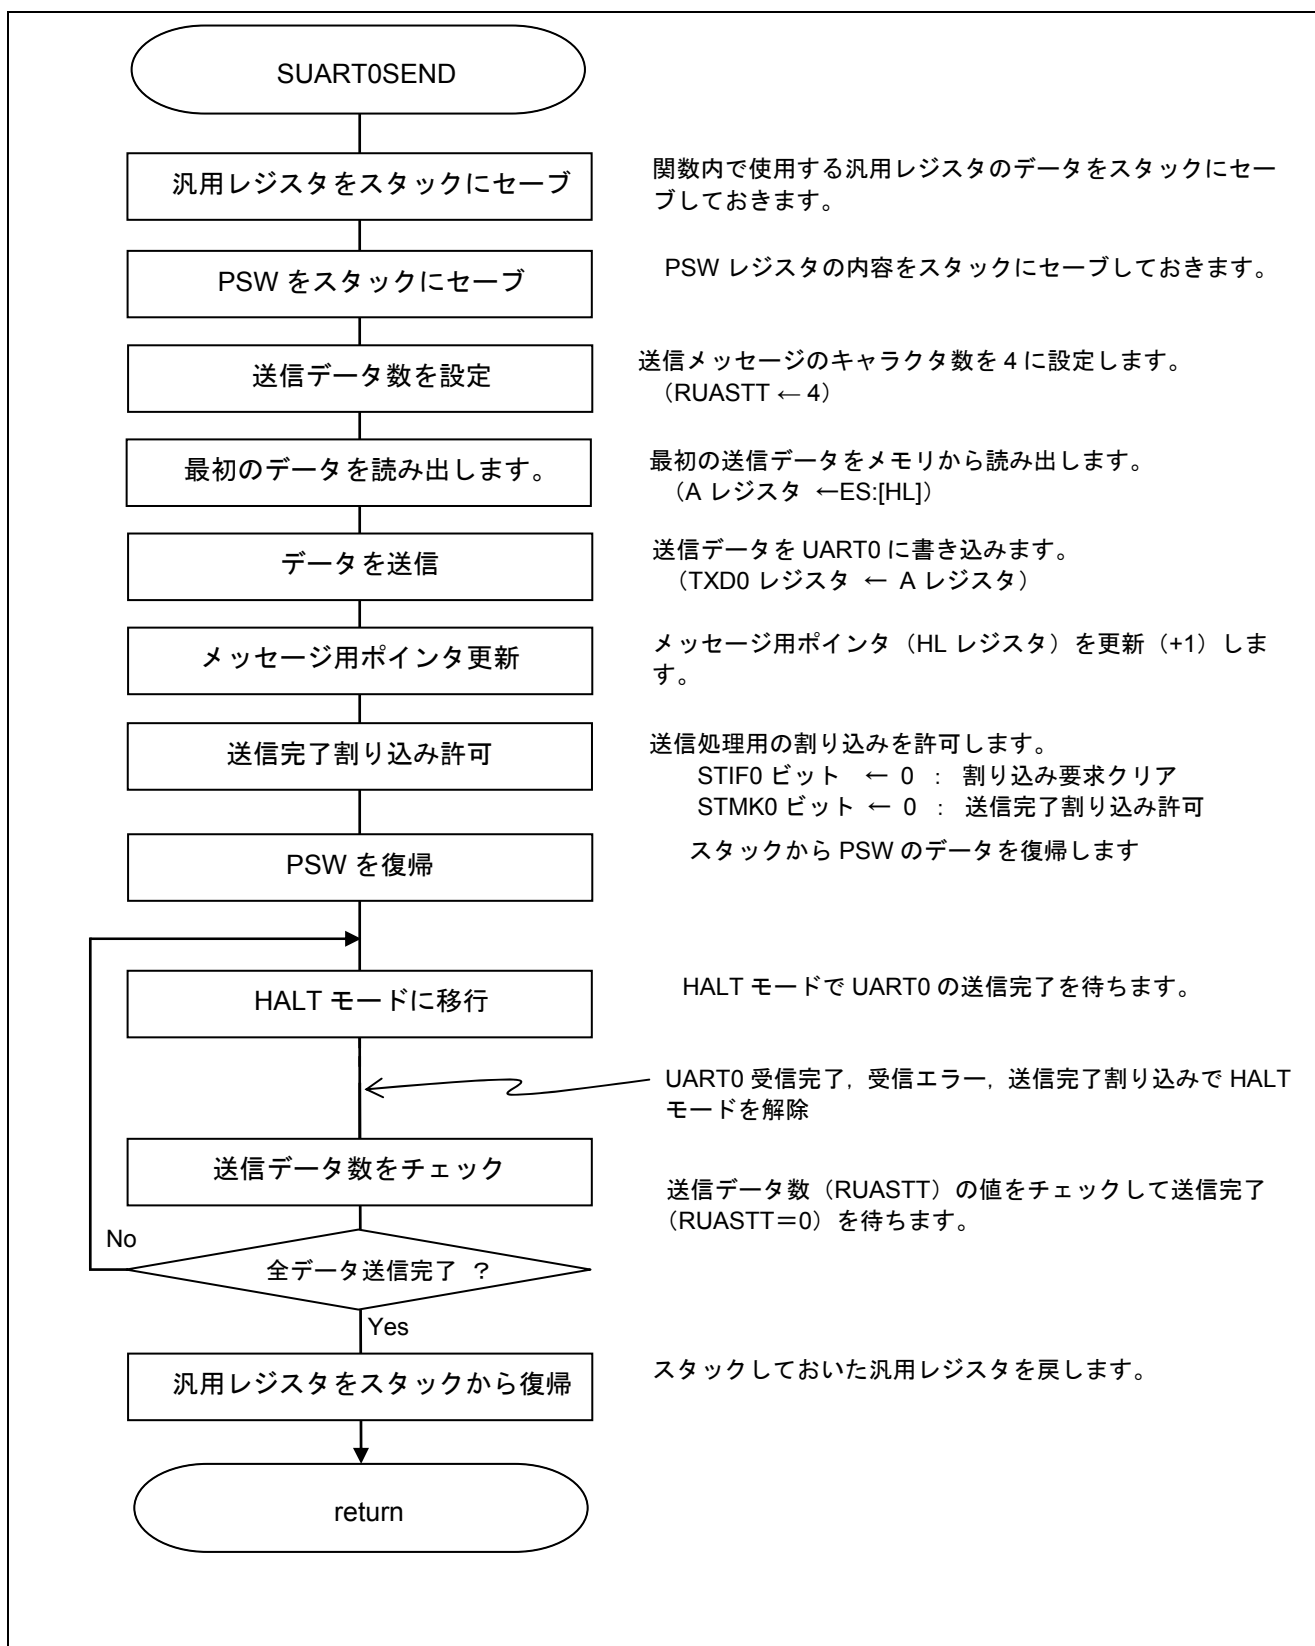 SUART0SEND
汎用レジスタをスタックにセーブ
関数内で使用する汎用レジスタのデータをスタックにセー
ブしておきます。
PSW をスタックにセーブ
PSW レジスタの内容をスタックにセーブしておきます。
送信データ数を設定
送信メッセージのキャラクタ数を 4 に設定します。
（RUASTT ← 4）
最初のデータを読み出します。
最初の送信データをメモリから読み出します。
（A レジスタ ←ES:[HL]）
データを送信
送信データを UART0 に書き込みます。
（TXD0 レジスタ ← A レジスタ）
メッセージ用ポインタ更新
メッセージ用ポインタ（HL レジスタ）を更新（+1）しま
す。
送信完了割り込み許可
送信処理用の割り込みを許可します。
STIF0 ビット ← 0 ： 割り込み要求クリア
STMK0 ビット ← 0 ： 送信完了割り込み許可
PSW を復帰
スタックから PSW のデータを復帰します
HALT モードに移行
HALT モードで UART0 の送信完了を待ちます。
UART0 受信完了，受信エラー，送信完了割り込みで HALT
モードを解除
送信データ数をチェック
送信データ数（RUASTT）の値をチェックして送信完了
（RUASTT＝0）を待ちます。
No
全データ送信完了 ？
Yes
汎用レジスタをスタックから復帰
スタックしておいた汎用レジスタを戻します。
return